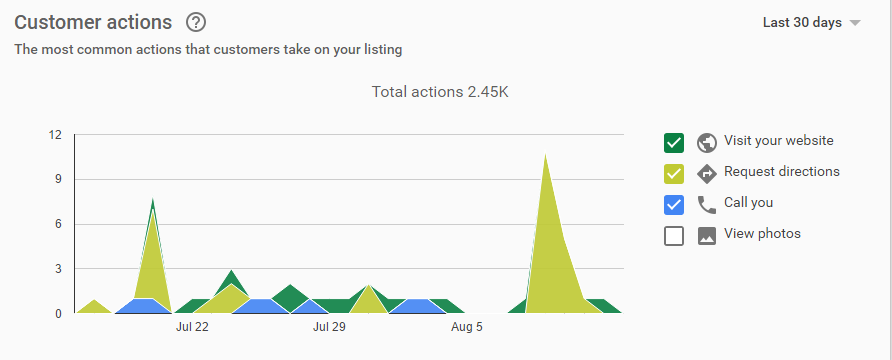 Customer actions ?
Last 30 days
The most common actions that customers take on your listing
Total actions 2.45K
12
9
6
3
0
Jul 22
Jul 29
Aug 5
Visit your website
Request directions
Call you
View photos